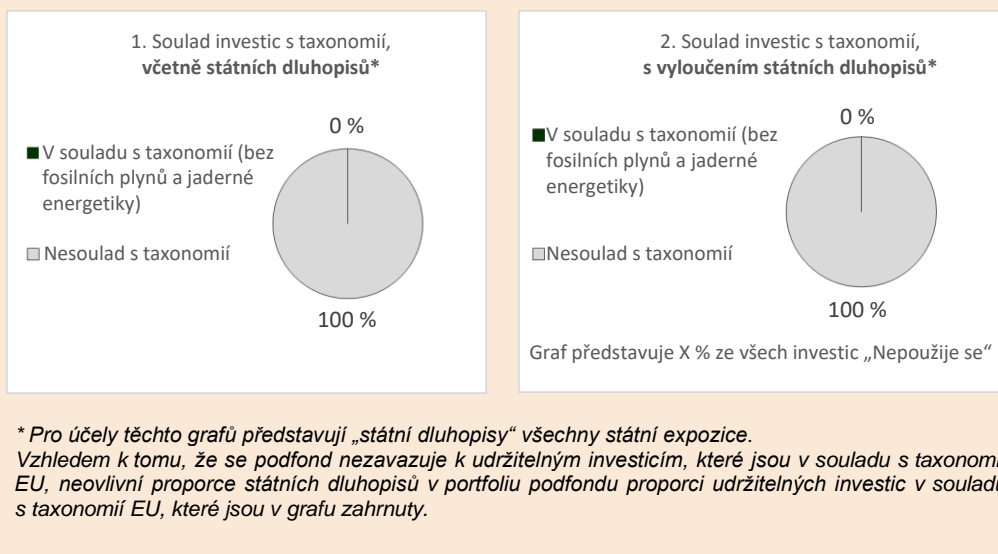 1. Soulad investic s taxonomií,
včetně státních dluhopisů*
0 %
V souladu s taxonomií (bez
fosilních plynů a jaderné
energetiky)
Nesoulad s taxonomií
100 %
2. Soulad investic s taxonomií,
s vyloučením státních dluhopisů*
0 %
V souladu s taxonomií (bez
fosilních plynů a jaderné
energetiky)
Nesoulad s taxonomií
100 %
Graf představuje X % ze všech investic „Nepoužije se“
* Pro účely těchto grafů představují „státní dluhopisy“ všechny státní expozice.
Vzhledem k tomu, že se podfond nezavazuje k udržitelným investicím, které jsou v souladu s taxonomi
EU, neovlivní proporce státních dluhopisů v portfoliu podfondu proporci udržitelných investic v souladu
s taxonomií EU, které jsou v grafu zahrnuty.